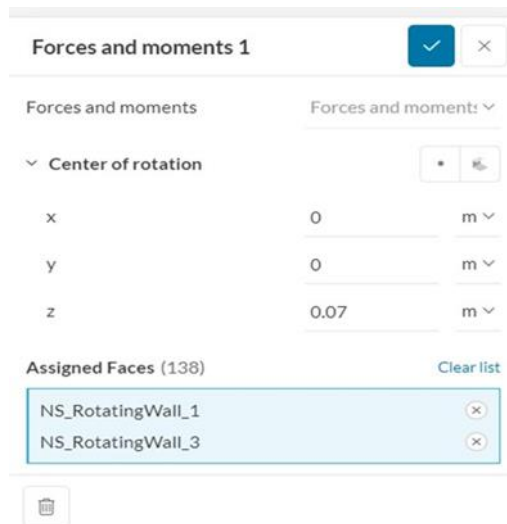 Forces and moments 1
Forces and moments Forces and moments
Center of rotation
x 0 m
y 0 m
z 0.07 m
Assigned Faces (138) Clear list
NS_RotatingWall_1
NS_RotatingWall_3